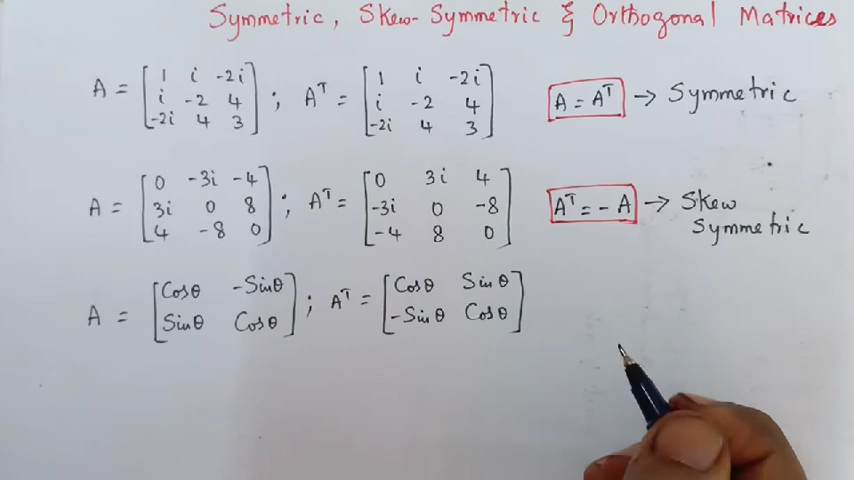 Symmetric, Skew-Symmetric & Orthogonal Matrices
A = [1 i -2i; A^T = [1 i -2i A = A^T → Symmetric
i -2 4 i -2 4
-2i 4 3] -2i 4 3]
A = [0 -3i -4; A^T = [0 3i 4 A^T = - A → Skew
3i 0 8 -3i 0 -8 Symmetric
4 -8 0] -4 8 0]
A = [Cosθ -Sinθ; A^T = [Cosθ Sinθ
Sinθ Cosθ] -Sinθ Cosθ]